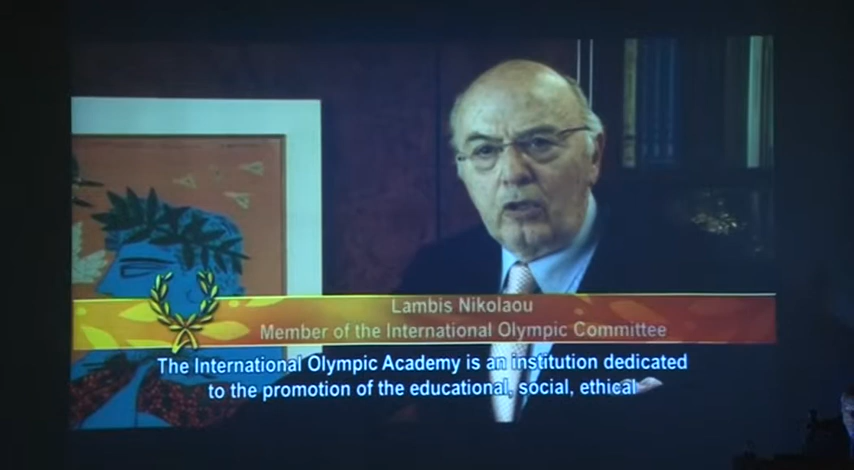 Lambis Nikolaou
Member of the International Olympic Committee
The International Olympic Academy is an institution dedicated
to the promotion of the educational, social, ethical